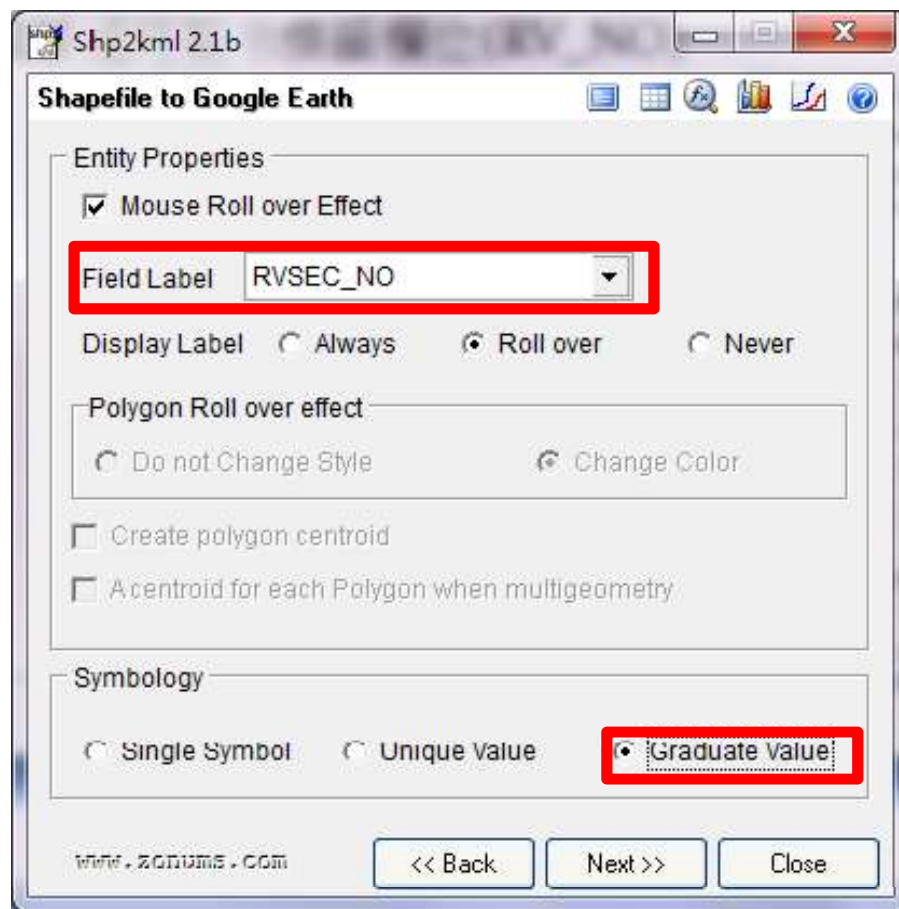 Shp2kml 2.1b
Shapefile to Google Earth
Entity Properties
Mouse Roll over Effect
Field Label RVSEC_NO
Display Label Always Roll over Never
Polygon Roll over effect
Do not Change Style Change Color
Create polygon centroid
A centroid for each Polygon when multigeometry
Symbology
Single Symbol Unique Value Graduate Value
www.zonums.com << Back Next >> Close